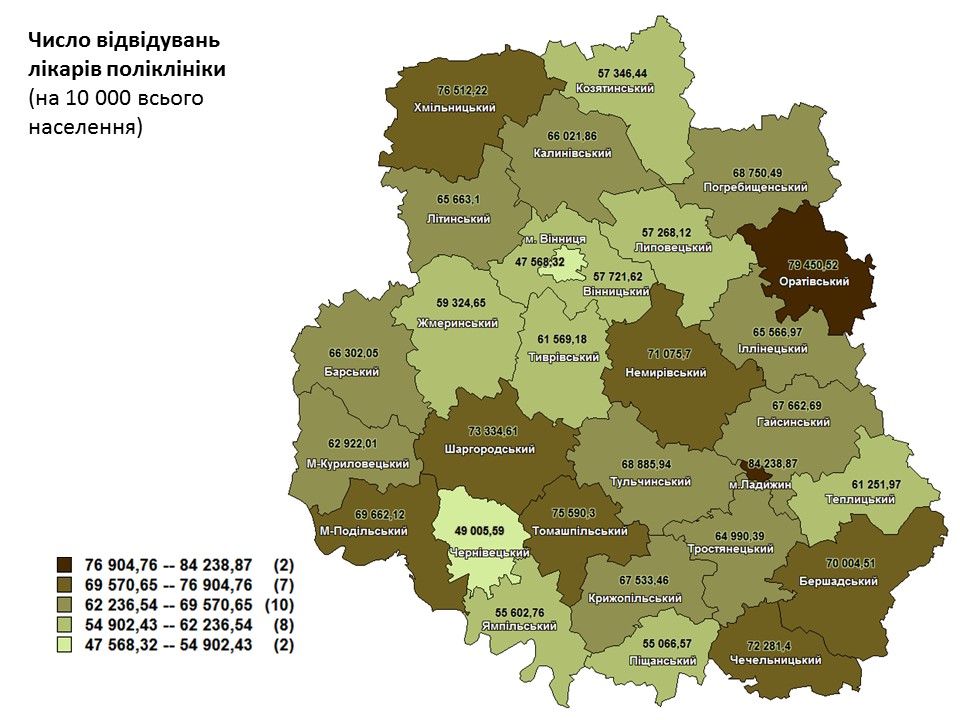 Число відвідувань
лікарів поліклініки
(на 10 000 всього
населення)
57 346,44
Козятинський
76 512,22
Хмільницький
66 021,86
Калинівський
68 750,49
Погребищенський
65 663,1
Літинський
57 268,12
Липовецький
м. Вінниця
47 568,32
57 721,62
Вінницький
79 450,52
Оратівський
59 324,65
Жмеринський
61 569,18
Тиврівський
65 566,97
Іллінецький
66 302,05
Барський
71 075,7
Немирівський
67 662,69
Гайсинський
73 334,61
Шаргородський
62 922,01
М-Куриловецький
68 885,94
Тульчинський
84 238,87
м.Ладижин
61 251,97
Теплицький
69 662,12
М-Подільський
49 005,59
Чернівецький
75 590,3
Томашпільський
64 990,39
Тростянецький
70 004,51
Бершадський
67 533,46
Крижопільський
55 602,76
Ямпільський
55 066,57
Піщанський
72 281,4
Чечельницький
76 904,76 -- 84 238,87 (2)
69 570,65 -- 76 904,76 (7)
62 236,54 -- 69 570,65 (10)
54 902,43 -- 62 236,54 (8)
47 568,32 -- 54 902,43 (2)